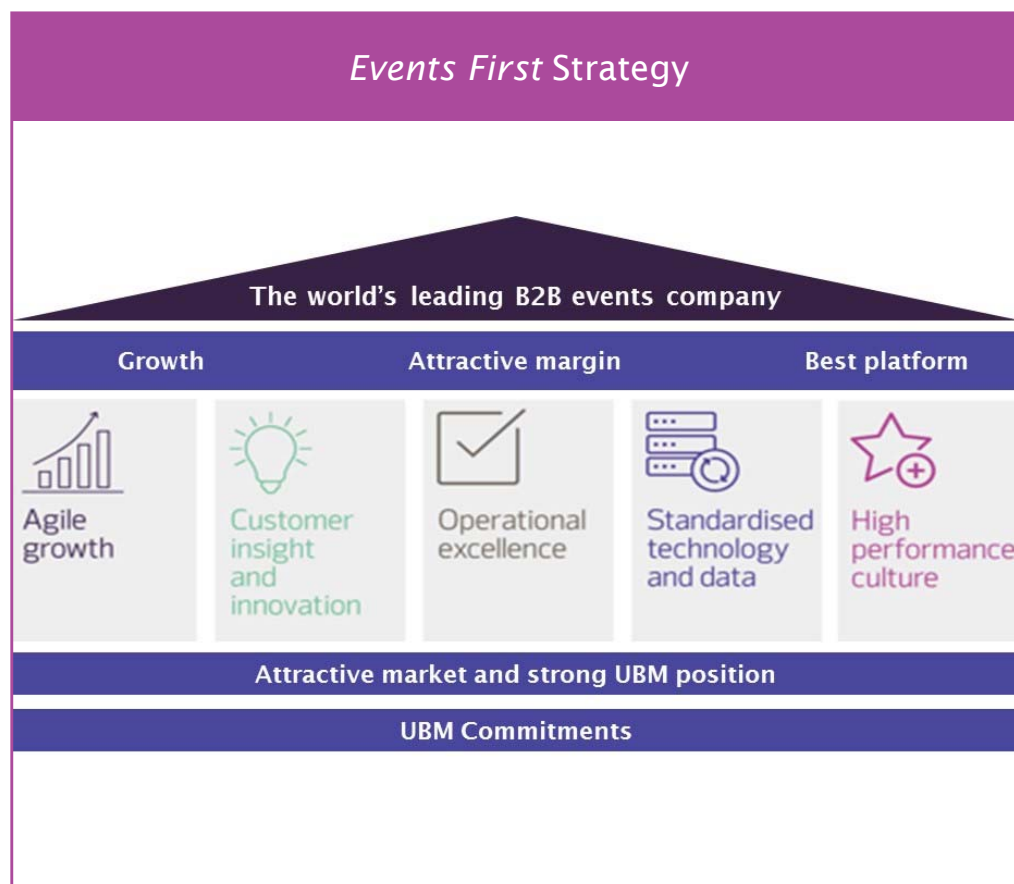 Events First Strategy
The world's leading B2B events company
Growth Attractive margin Best platform
Agile
growth
Customer
insight
and
innovation
Operational
excellence
Standardised
technology
and data
High
performance
culture
Attractive market and strong UBM position
UBM Commitments